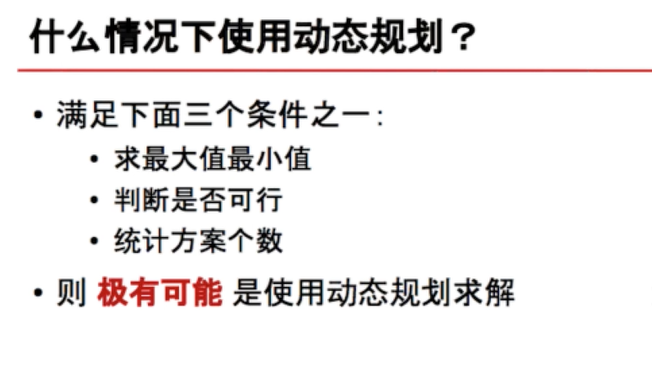 什么情况下使用动态规划？
• 满足下面三个条件之一：
• 求最大值最小值
• 判断是否可行
• 统计方案个数
• 则 极有可能 是使用动态规划求解